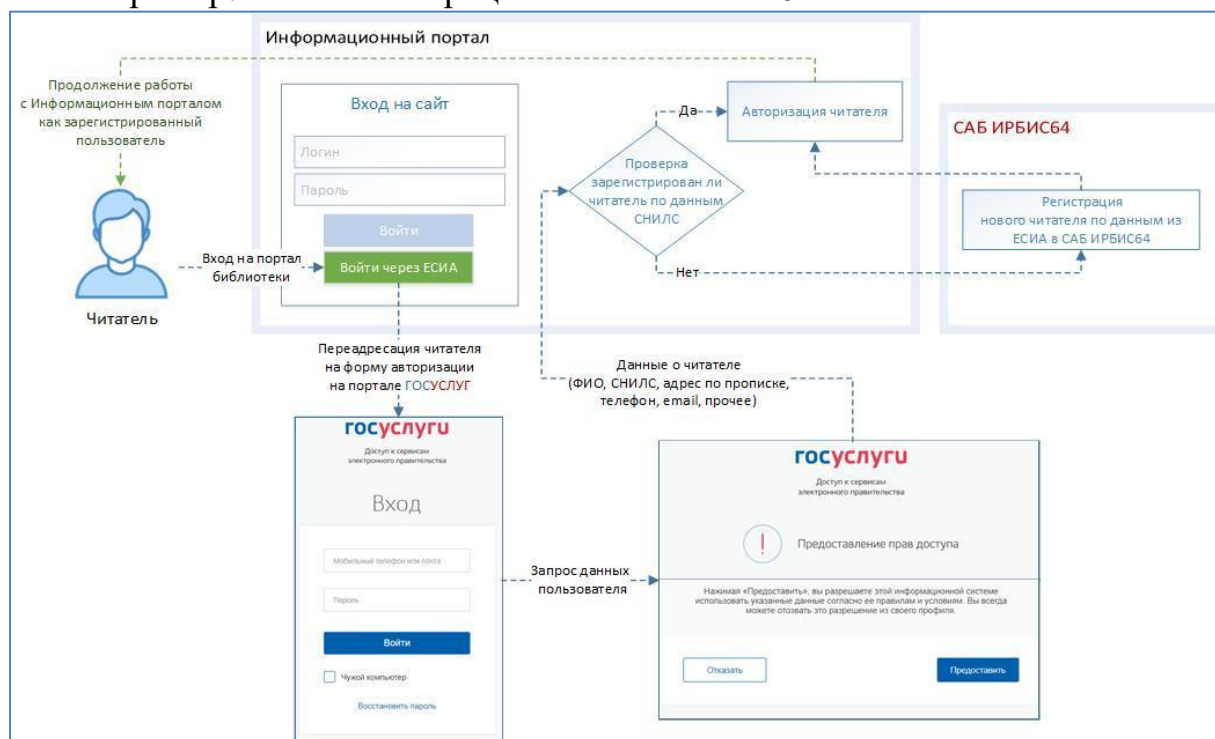 Информационный портал
Продолжение работы
с Информационным порталом
как зарегистрированный
пользователь
Вход на сайт
Логин
Пароль
Войти
Войти через ЕСИА
Вход на портал
библиотеки
Читатель
Проверка
зарегистрирован ли
читатель по данным
СНИЛС
Да
Нет
Авторизация читателя
САБ ИРБИС64
Регистрация
нового читателя по данным из
ЕСИА в САБ ИРБИС64
Переадресация читателя
на форму авторизации
на портале ГОСУСЛУГ
Данные о читателе
(ФИО, СНИЛС, адрес по прописке,
телефон, email, прочее)
госуслуги
Доступ к сервисам
электронного правительства
Вход
Мобильный телефон или почта
Пароль
Войти
Чужой компьютер
Восстановить пароль
Запрос данных
пользователя
госуслуги
Доступ к сервисам
электронного правительства
Предоставление прав доступа
Нажимая «Предоставить», вы разрешаете этой информационной системе
использовать указанные данные согласно ее правилам и условиям. Вы всегда
можете отозвать это разрешение из своего профиля.
Отказать
Предоставить